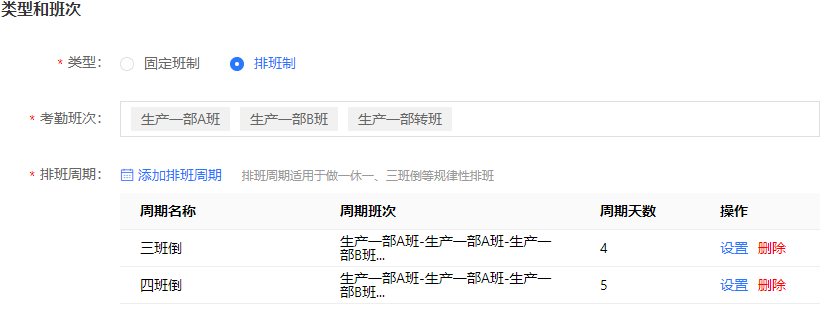 类型和班次
* 类型： 固定班制 排班制
* 考勤班次： 生产一部A班 生产一部B班 生产一部转班
* 排班周期： 添加排班周期 排班周期适用于做一休一、三班倒等规律性排班
周期名称 周期班次 周期天数 操作
三班倒 生产一部A班-生产一部A班-生产一 4 设置 删除
部B班...
四班倒 生产一部A班-生产一部A班-生产一 5 设置 删除
部B班...